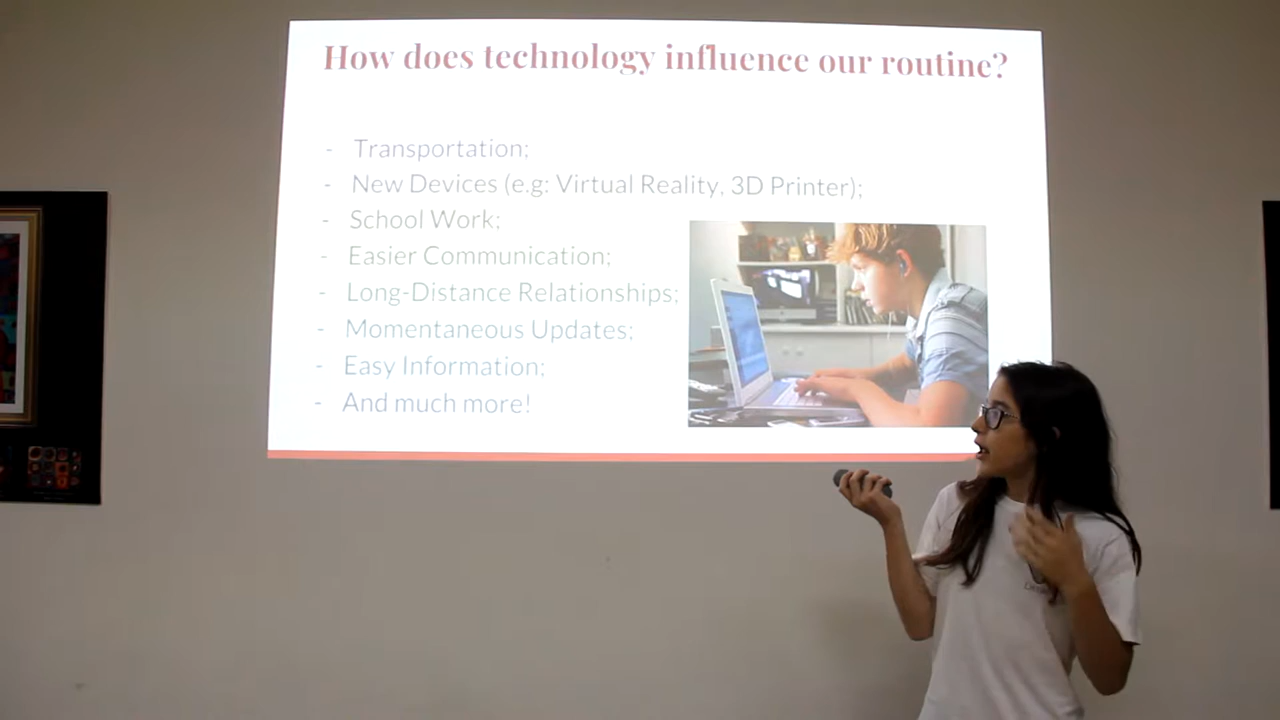 How does technology influence our routine?
- Transportation;
- New Devices (e.g: Virtual Reality, 3D Printer);
- School Work;
- Easier Communication;
- Long-Distance Relationships;
- Momentaneous Updates;
- Easy Information;
- And much more!